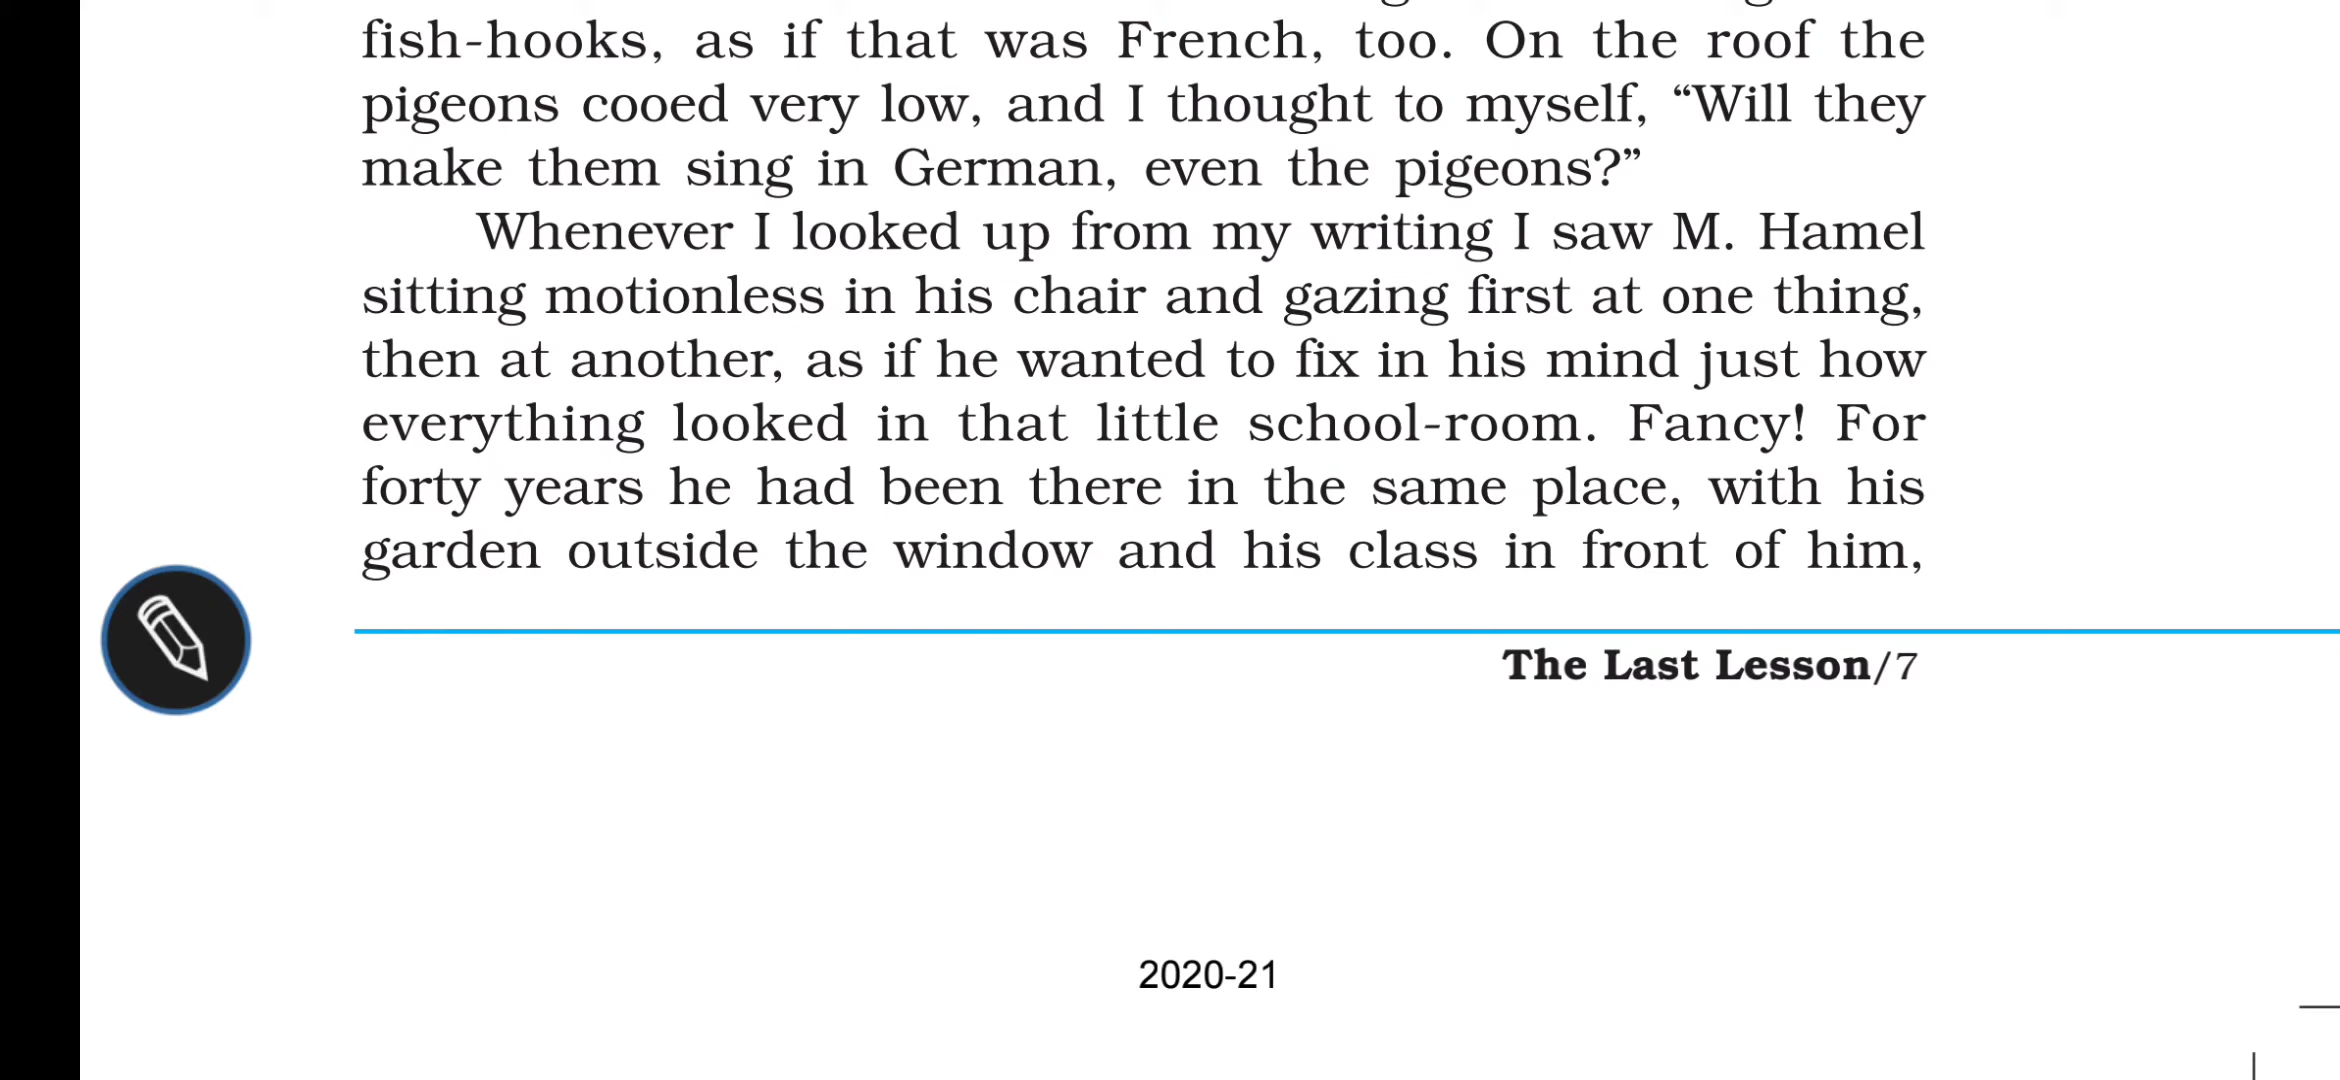 fish-hooks, as if that was French, too. On the roof the
pigeons cooed very low, and I thought to myself, “Will they
make them sing in German, even the pigeons?”
Whenever I looked up from my writing I saw M. Hamel
sitting motionless in his chair and gazing first at one thing,
then at another, as if he wanted to fix in his mind just how
everything looked in that little school-room. Fancy! For
forty years he had been there in the same place, with his
garden outside the window and his class in front of him,
The Last Lesson/7
2020-21